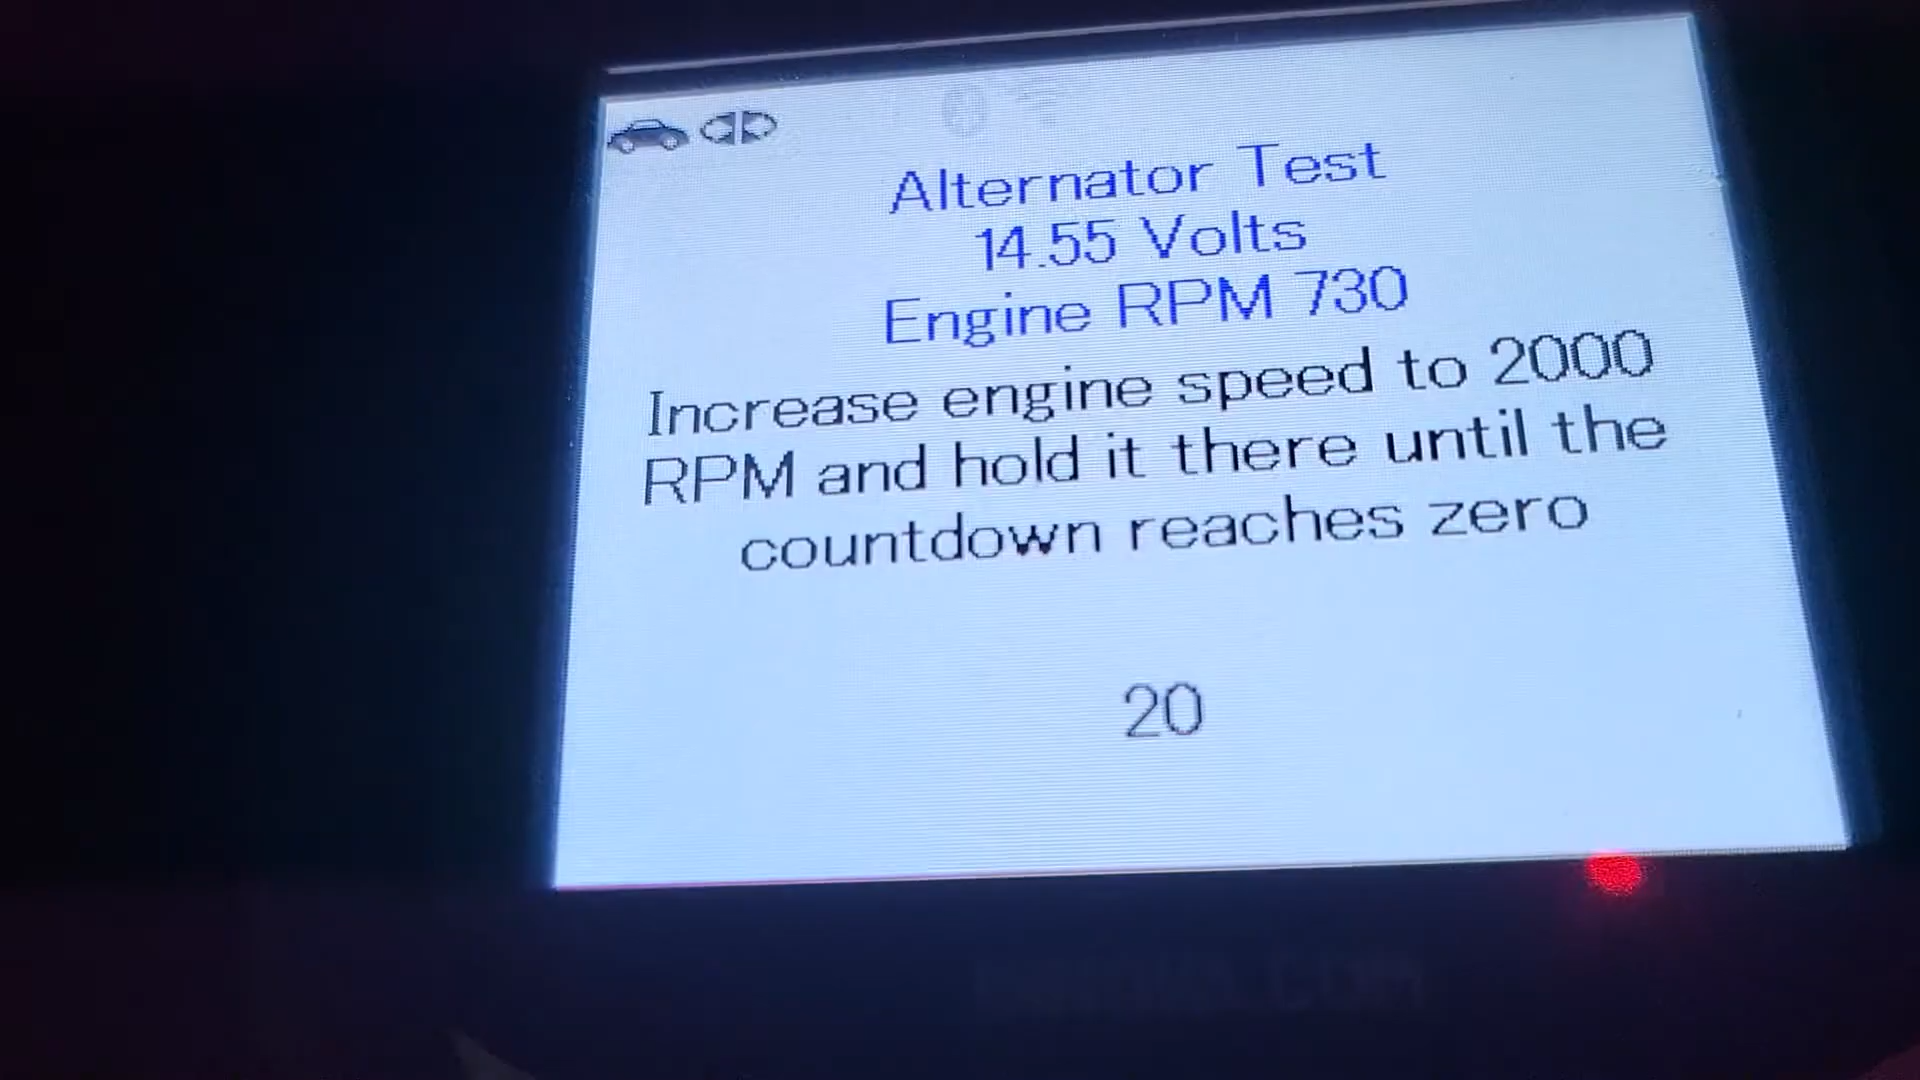 Alternator Test
14.55 Volts
Engine RPM 730
Increase engine speed to 2000
RPM and hold it there until the
countdown reaches zero
20